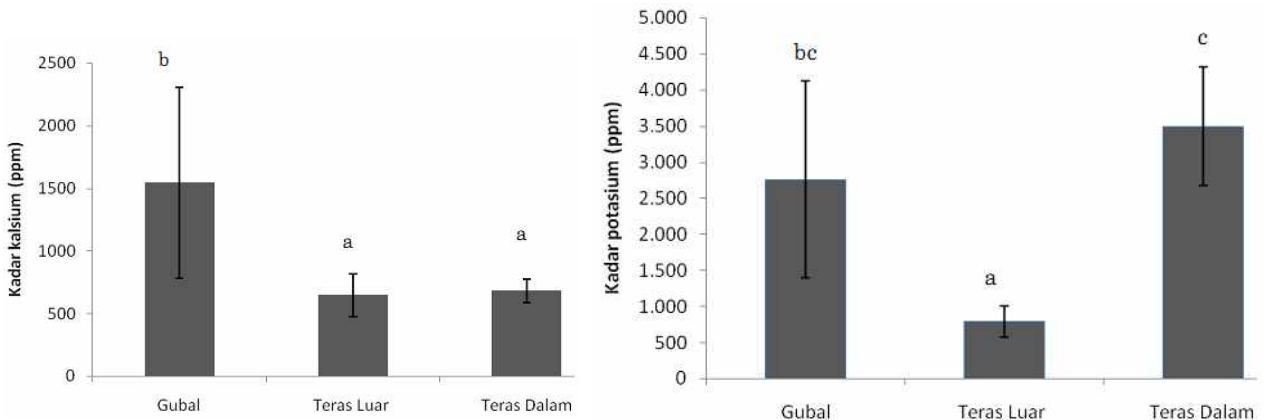 Kadar kalsium (ppm)
2500
2000
1500
1000
500
0
b
a
a
Gubal
Teras Luar
Teras Dalam
Kadar potasium (ppm)
5.000
4.500
4.000
3.500
3.000
2.500
2.000
1.500
1.000
500
0
bc
a
c
Gubal
Teras Luar
Teras Dalam